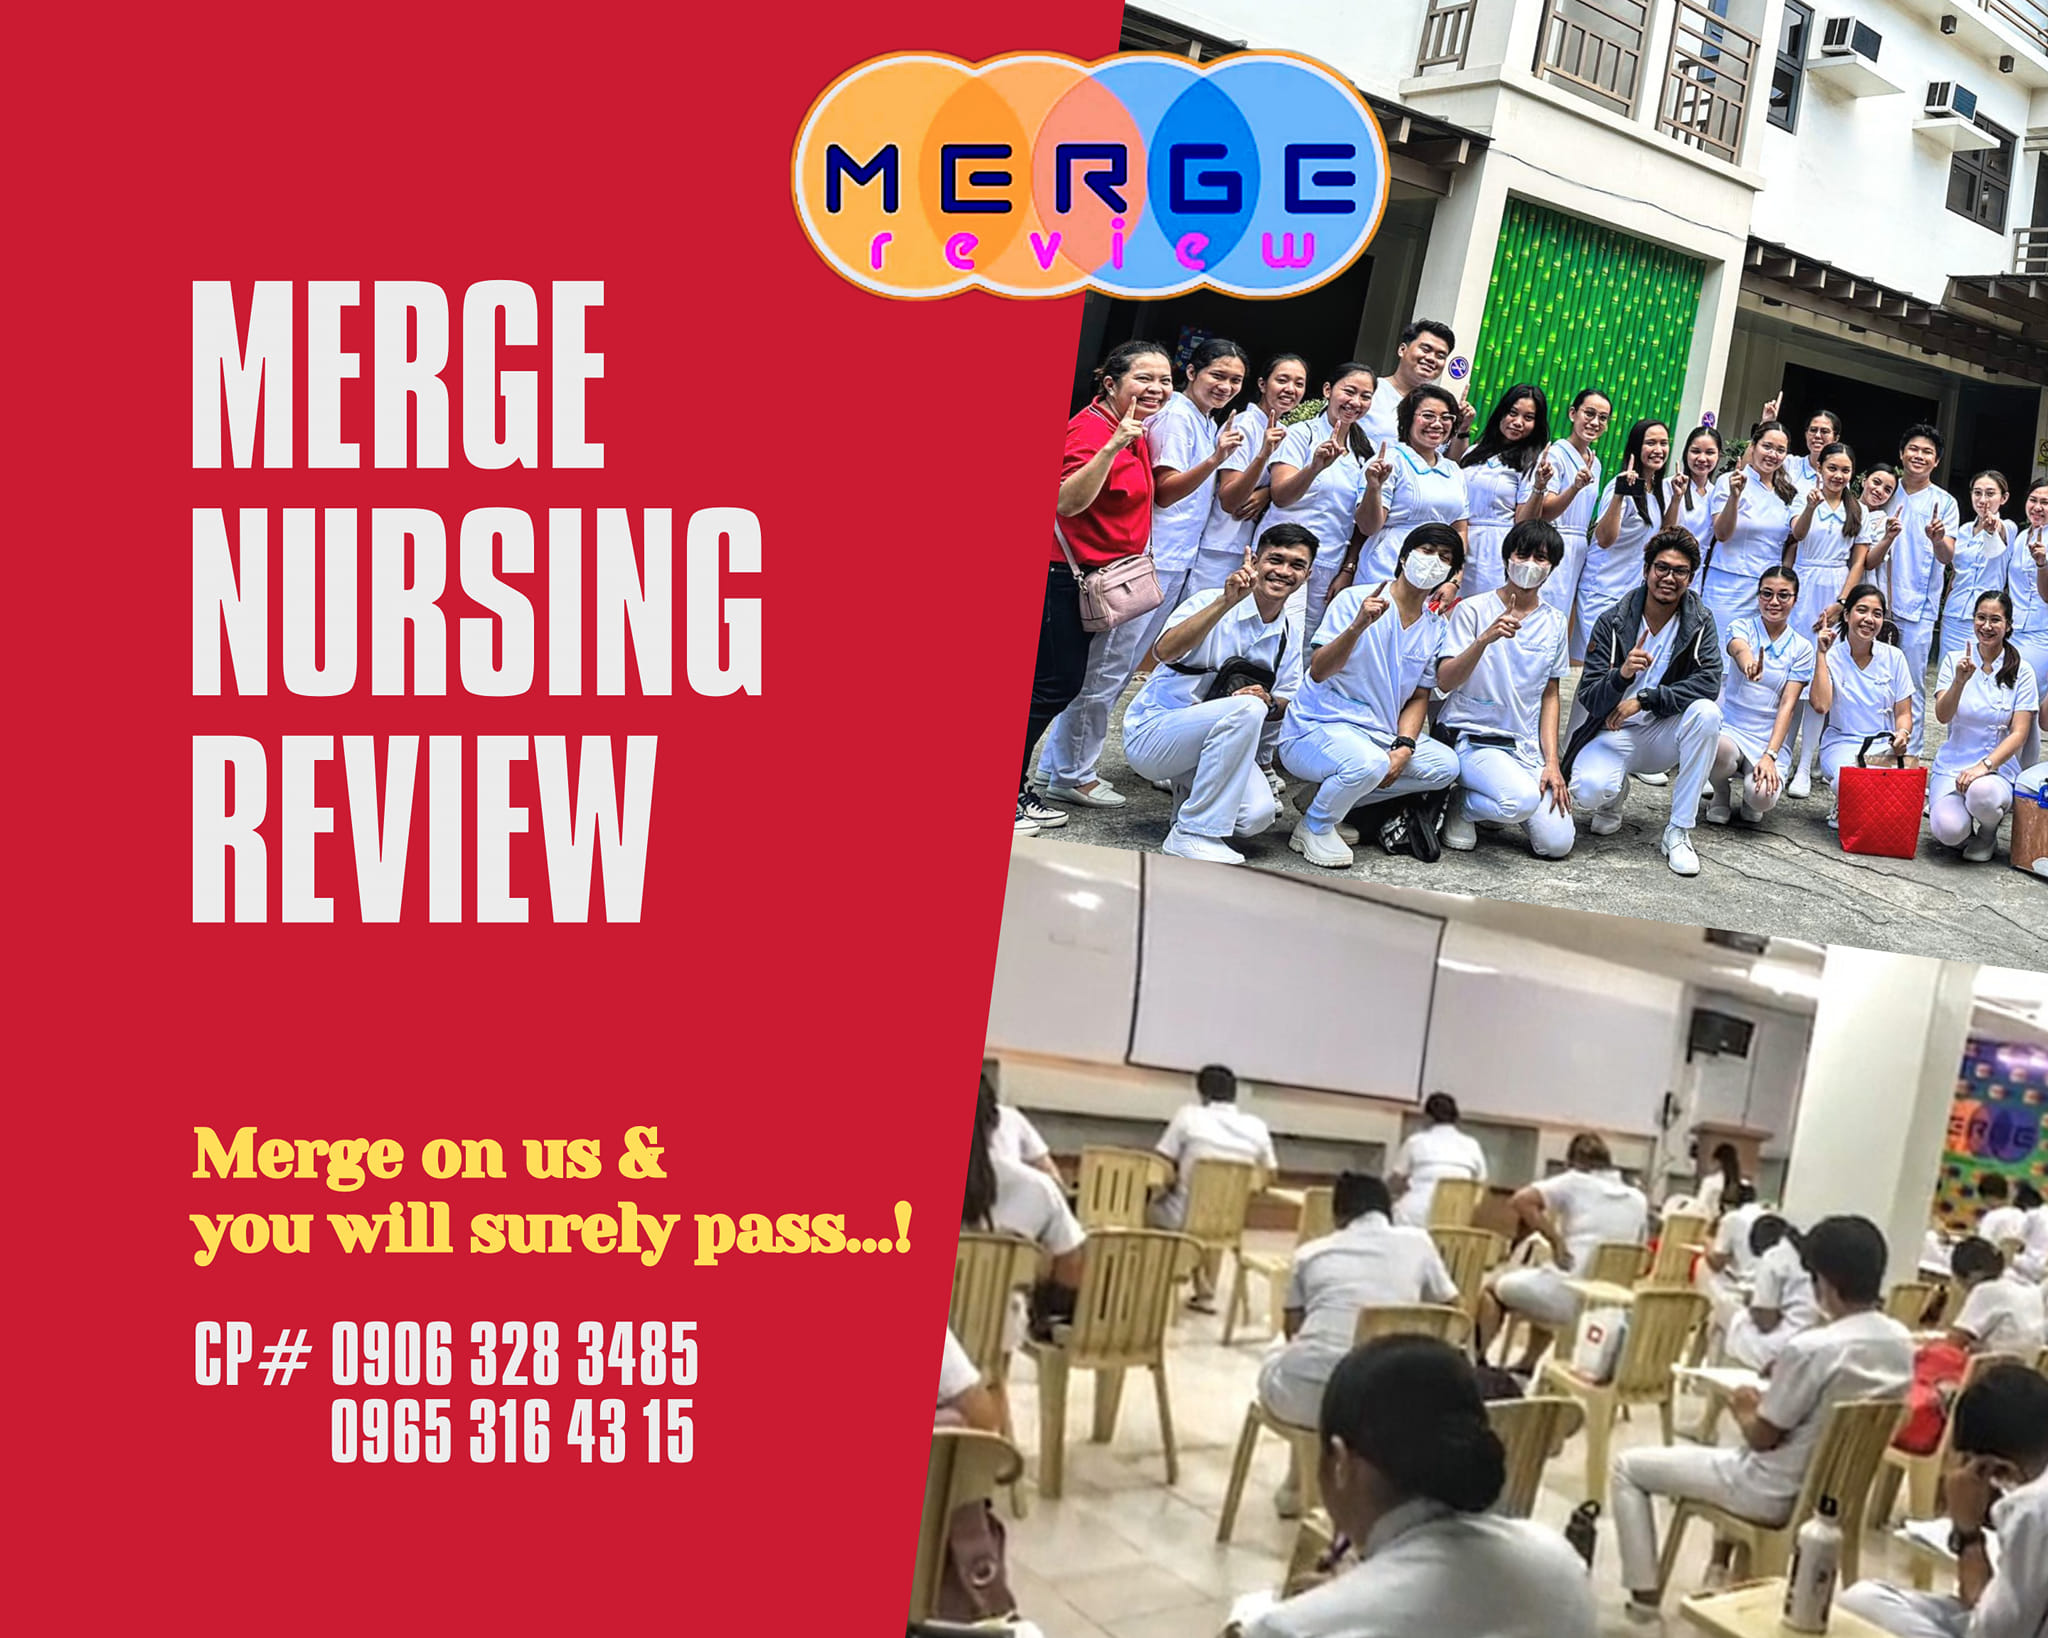 MERGE
review
MERGE
NURSING
REVIEW
Merge on us &
you will surely pass...!
CP# 0906 328 3485
0965 316 43 15